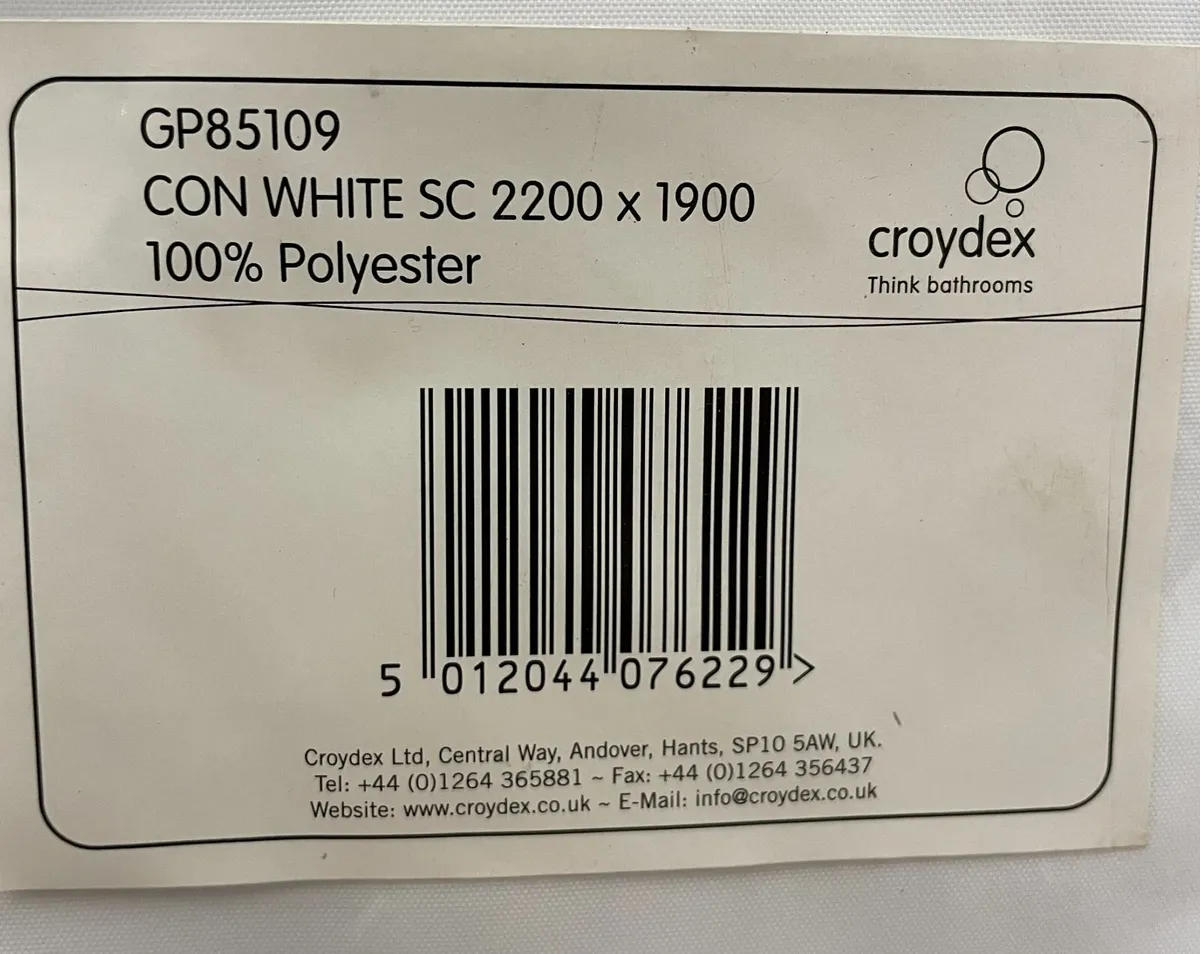 GP85109
CON WHITE SC 2200 x 1900
100% Polyester
croydex
Think bathrooms
5 012044 076229 >
Croydex Ltd, Central Way, Andover, Hants, SP10 5AW, UK.
Tel: +44 (0)1264 365881 ~ Fax: +44 (0)1264 356437
Website: www.croydex.co.uk ~ E-Mail: info@croydex.co.uk